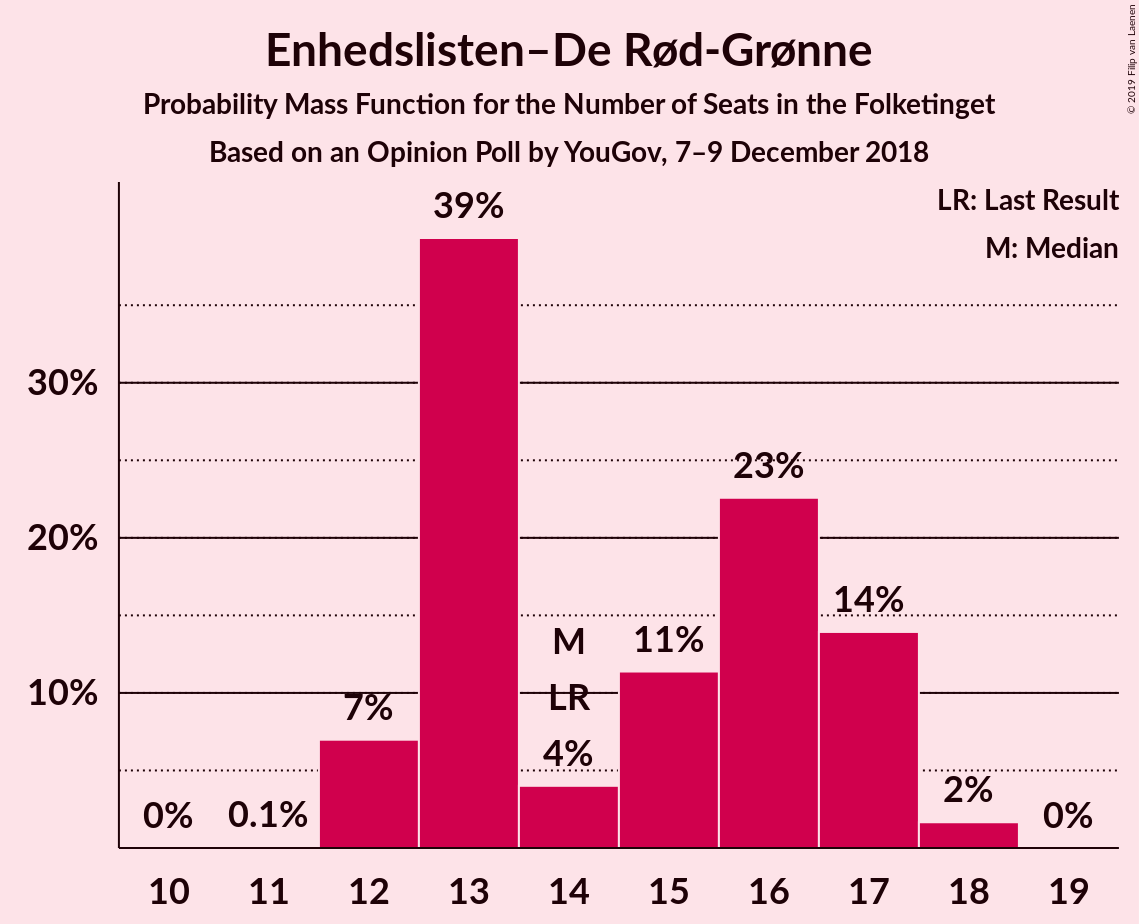 Enhedslisten–De Rød-Grønne
Probability Mass Function for the Number of Seats in the Folketinget
Based on an Opinion Poll by YouGov, 7–9 December 2018
© 2019 Filip van Laenen
LR: Last Result
M: Median
39%
30%
23%
20%
14%
M
11%
10%
LR
7%
4%
2%
0%
0.1%
0%
10 11 12 13 14 15 16 17 18 19